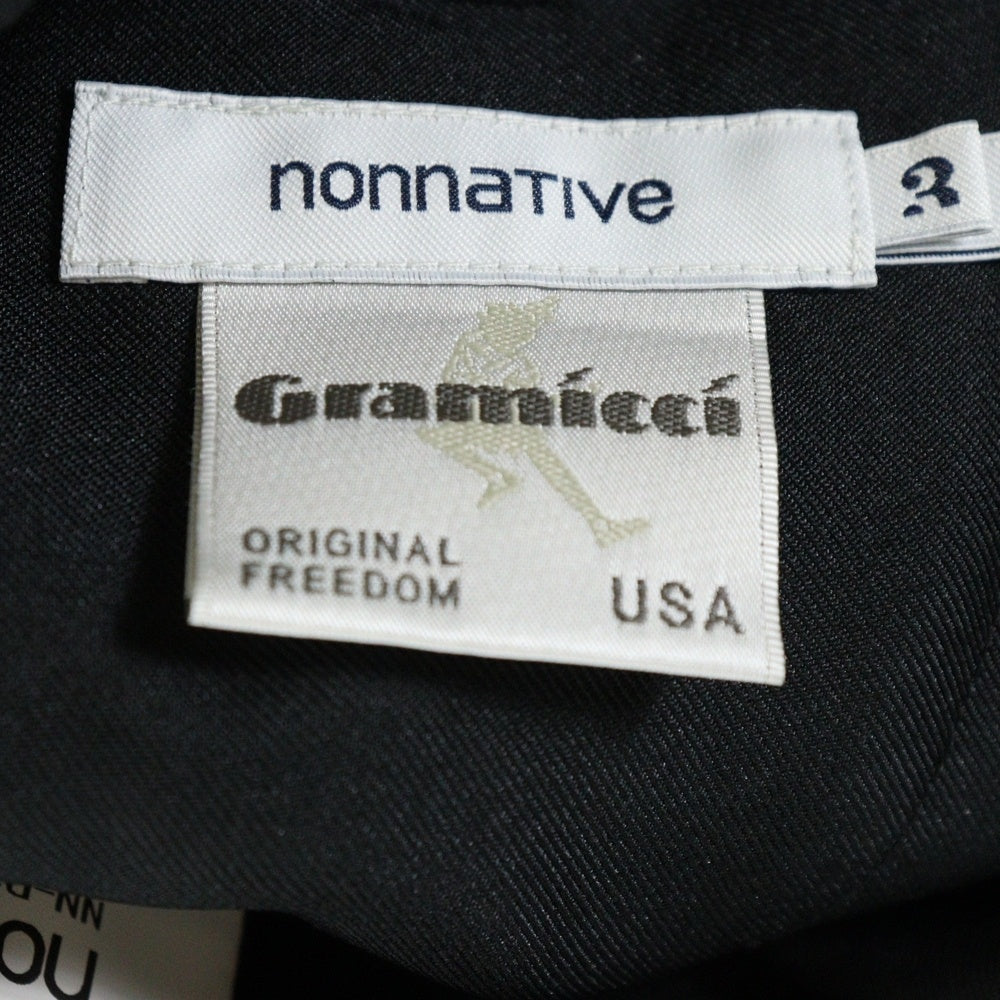 nonnative
3
Gramicci
ORIGINAL
FREEDOM
USA